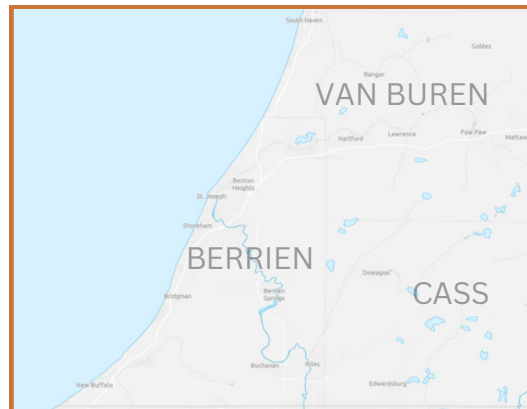 South Haven
Gobles
Bangor
VAN BUREN
Hartford
Lawrence
Paw Paw
Mattaw
Benton
Heights
St. Joseph
Shoreham
BERRIEN
Dowagiac
CASS
Bridgman
Berrien
Springs
Buchanan
Niles
New Buffalo
Edwardsburg